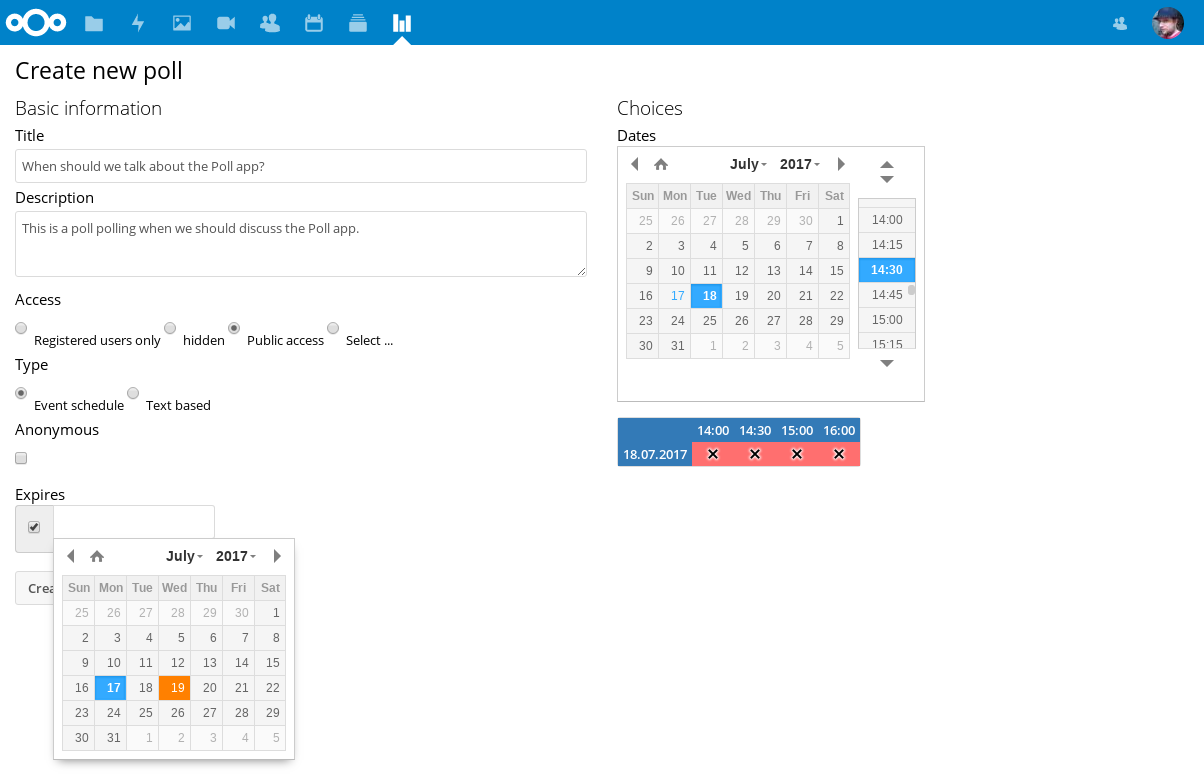 Create new poll
Basic information
Title
When should we talk about the Poll app?
Description
This is a poll polling when we should discuss the Poll app.
Access
Registered users only hidden Public access Select ...
Type
Event schedule Text based
Anonymous
Expires
Crea
July 2017
Sun Mon Tue Wed Thu Fri Sat
25 26 27 28 29 30 1
2 3 4 5 6 7 8
9 10 11 12 13 14 15
16 17 18 19 20 21 22
23 24 25 26 27 28 29
30 31 1 2 3 4 5
Choices
Dates
July 2017
Sun Mon Tue Wed Thu Fri Sat
25 26 27 28 29 30 1
2 3 4 5 6 7 8
9 10 11 12 13 14 15
16 17 18 19 20 21 22
23 24 25 26 27 28 29
30 31 1 2 3 4 5
14:00
14:15
14:30
14:45
15:00
15:15
14:00 14:30 15:00 16:00
18.07.2017